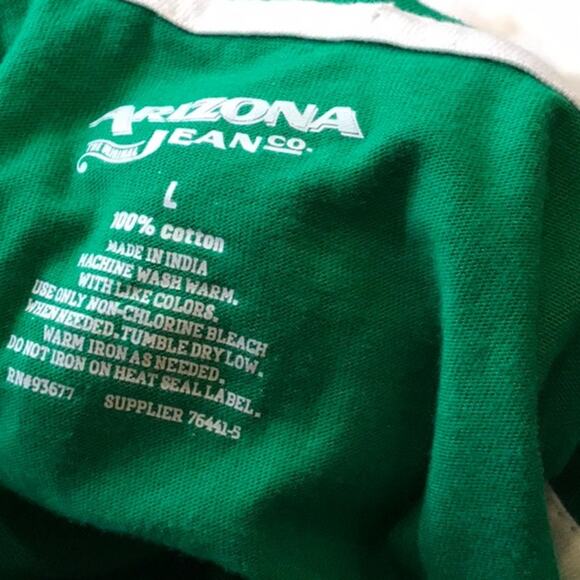 ARIZONA
THE ORIGINAL JEAN CO.
L
100% cotton
MADE IN INDIA
MACHINE WASH WARM,
WITH LIKE COLORS.
USE ONLY NON-CHLORINE BLEACH
WHEN NEEDED. TUMBLE DRY LOW.
WARM IRON AS NEEDED.
DO NOT IRON ON HEAT SEAL LABEL.
RN#93677 SUPPLIER 76441-5